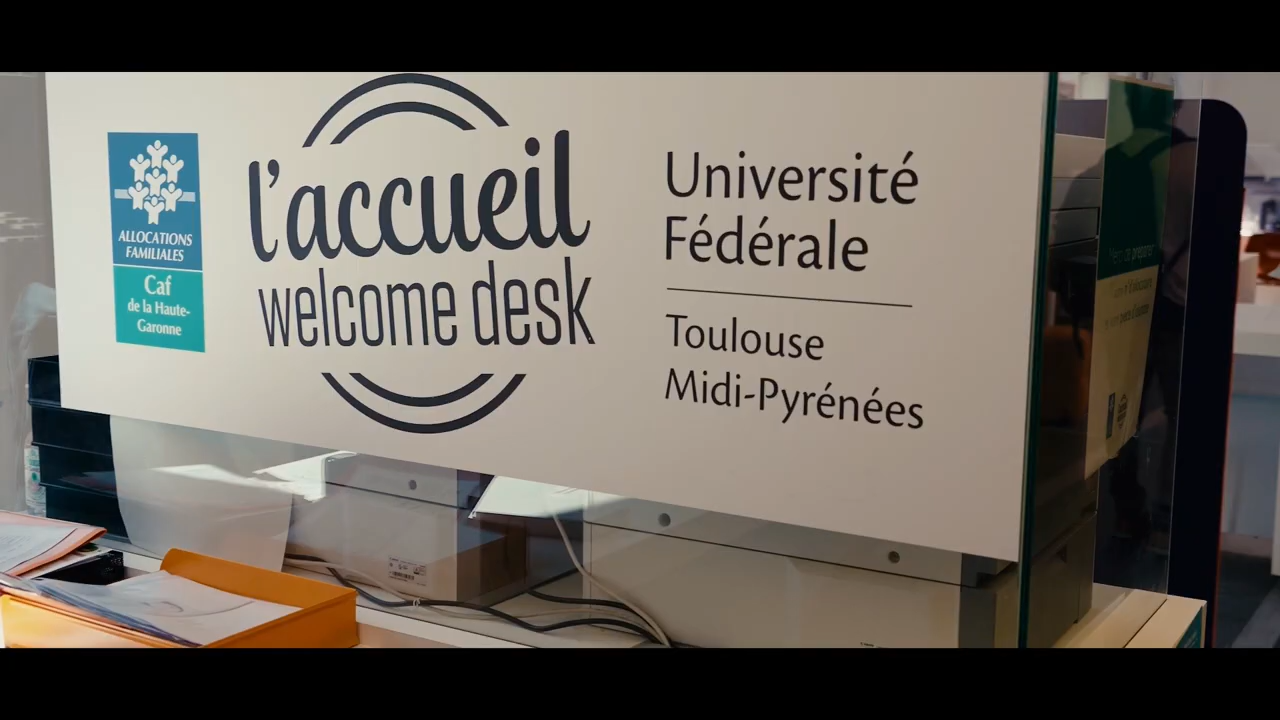 ALLOCATIONS
FAMILIALES
Caf
de la Haute-
Garonne
l'accueil
welcome desk
Université
Fédérale
Toulouse
Midi-Pyrénées